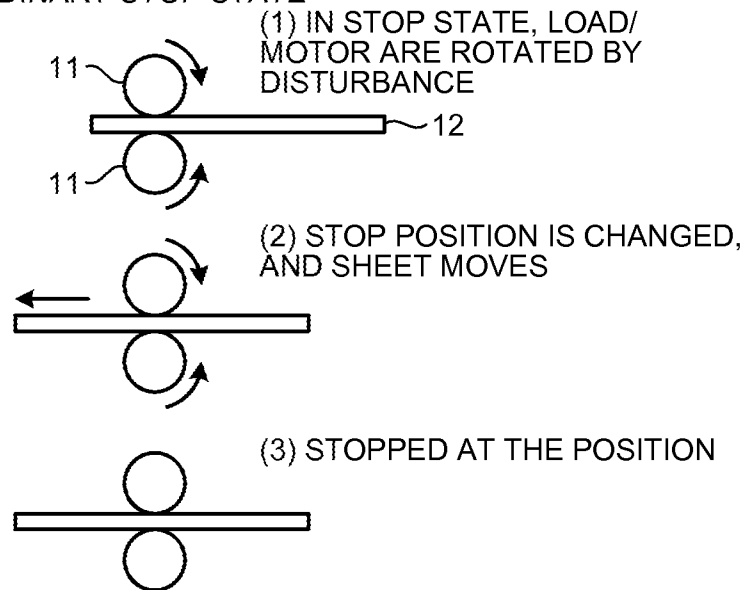 (1) IN STOP STATE, LOAD/
MOTOR ARE ROTATED BY
DISTURBANCE
11
12
11
(2) STOP POSITION IS CHANGED,
AND SHEET MOVES
(3) STOPPED AT THE POSITION